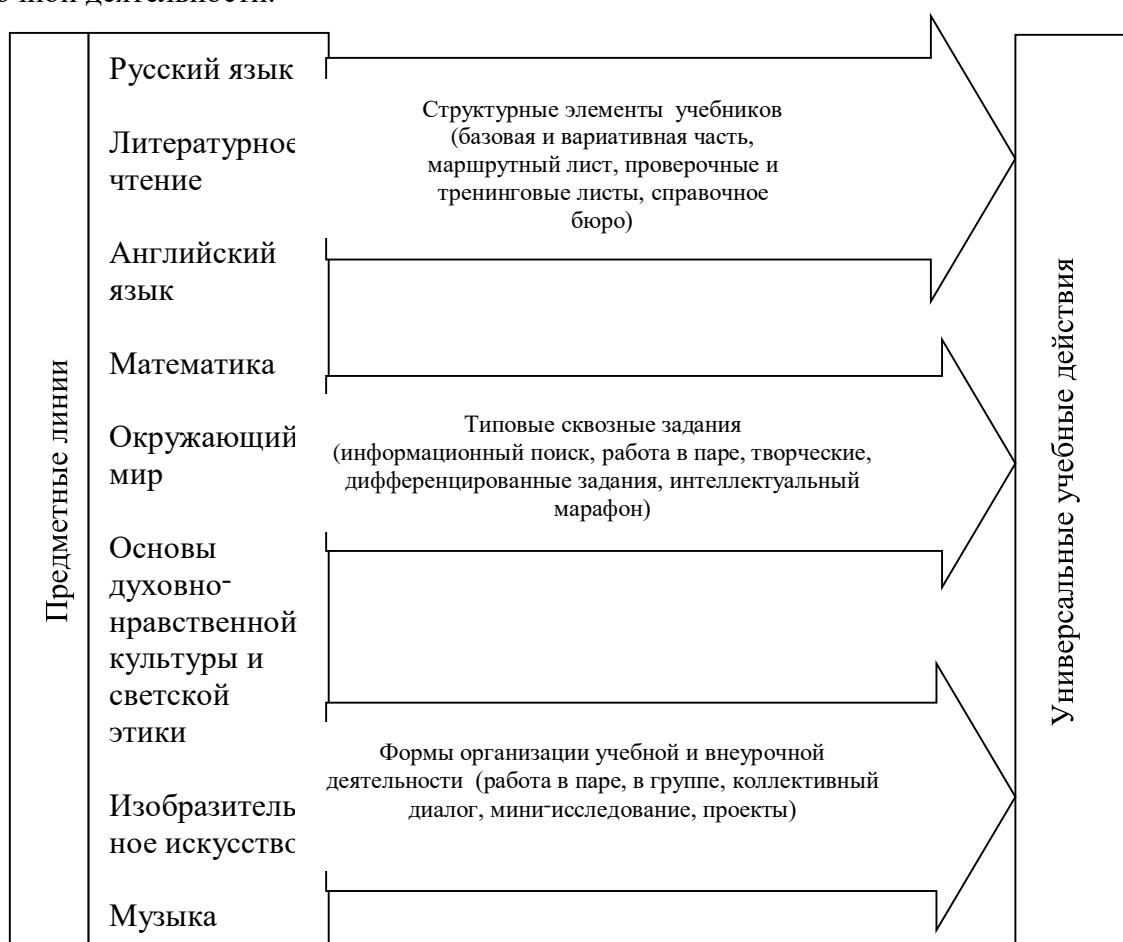 очной деятельности.
Предметные линии
Русский язык
Литературное
чтение
Английский
язык
Математика
Окружающий
мир
Основы
духовно-
нравственной
культуры и
светской
этики
Изобразитель
ное искусство
Музыка
Структурные элементы учебников
(базовая и вариативная часть,
маршрутный лист, проверочные и
тренинговые листы, справочное
бюро)
Типовые сквозные задания
(информационный поиск, работа в паре, творческие,
дифференцированные задания, интеллектуальный
марафон)
Формы организации учебной и внеурочной
деятельности (работа в паре, в группе, коллективный
диалог, мини-исследование, проекты)
Универсальные учебные действия